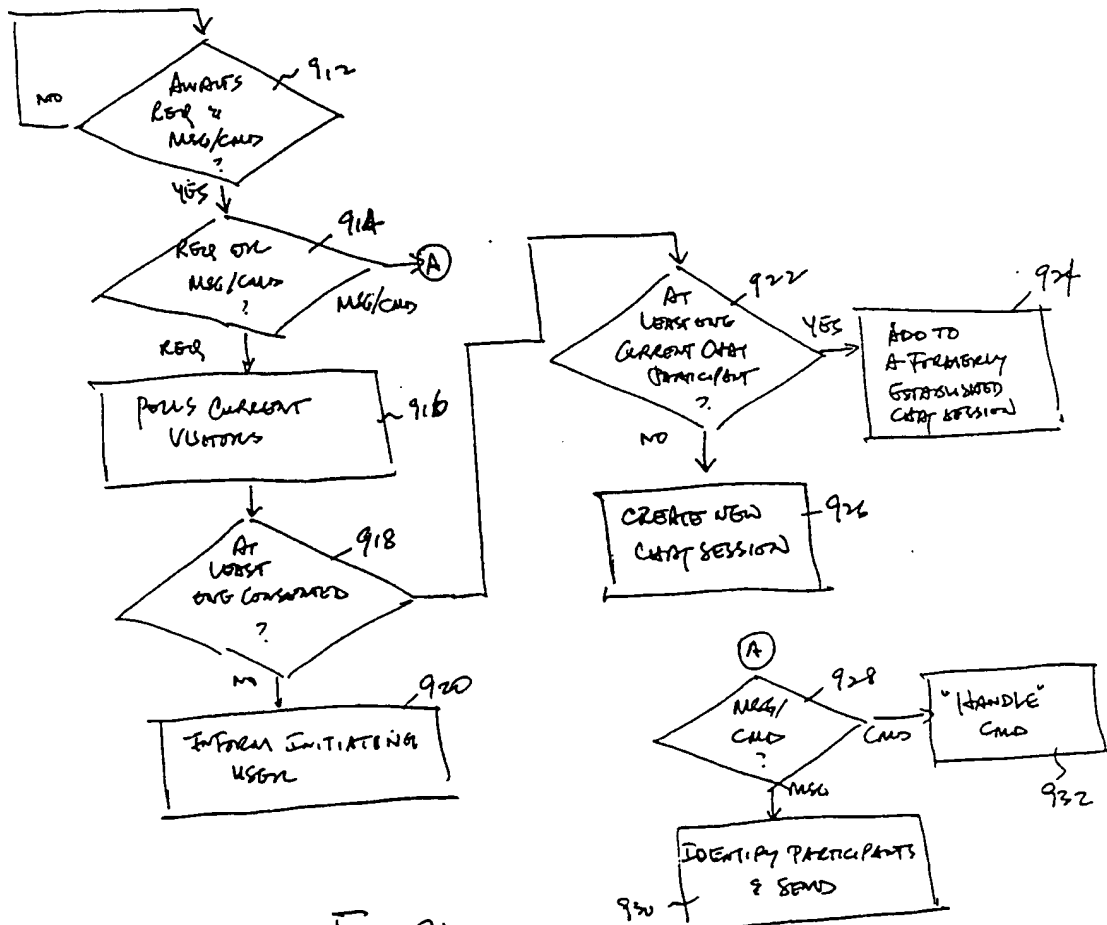 912
AWAITS
REQ &
MSG/CMD
?
NO
YES
914
REQ OR
MSG/CMD
?
A
MSG/CMD
REQ
POLLS CURRENT
VISITORS
916
AT
LEAST
ONE CONSENTED
?
918
NO
920
INFORM INITIATING
USER
AT
LEAST ONE
CURRENT CHAT
PARTICIPANT
?
922
YES
924
ADD TO
A FORMERLY
ESTABLISHED
CHAT SESSION
NO
CREATE NEW
CHAT SESSION
926
A
MSG/
CMD
?
928
CMD
"HANDLE"
CMD
932
MSG
IDENTIFY PARTICIPANTS
& SEND
930